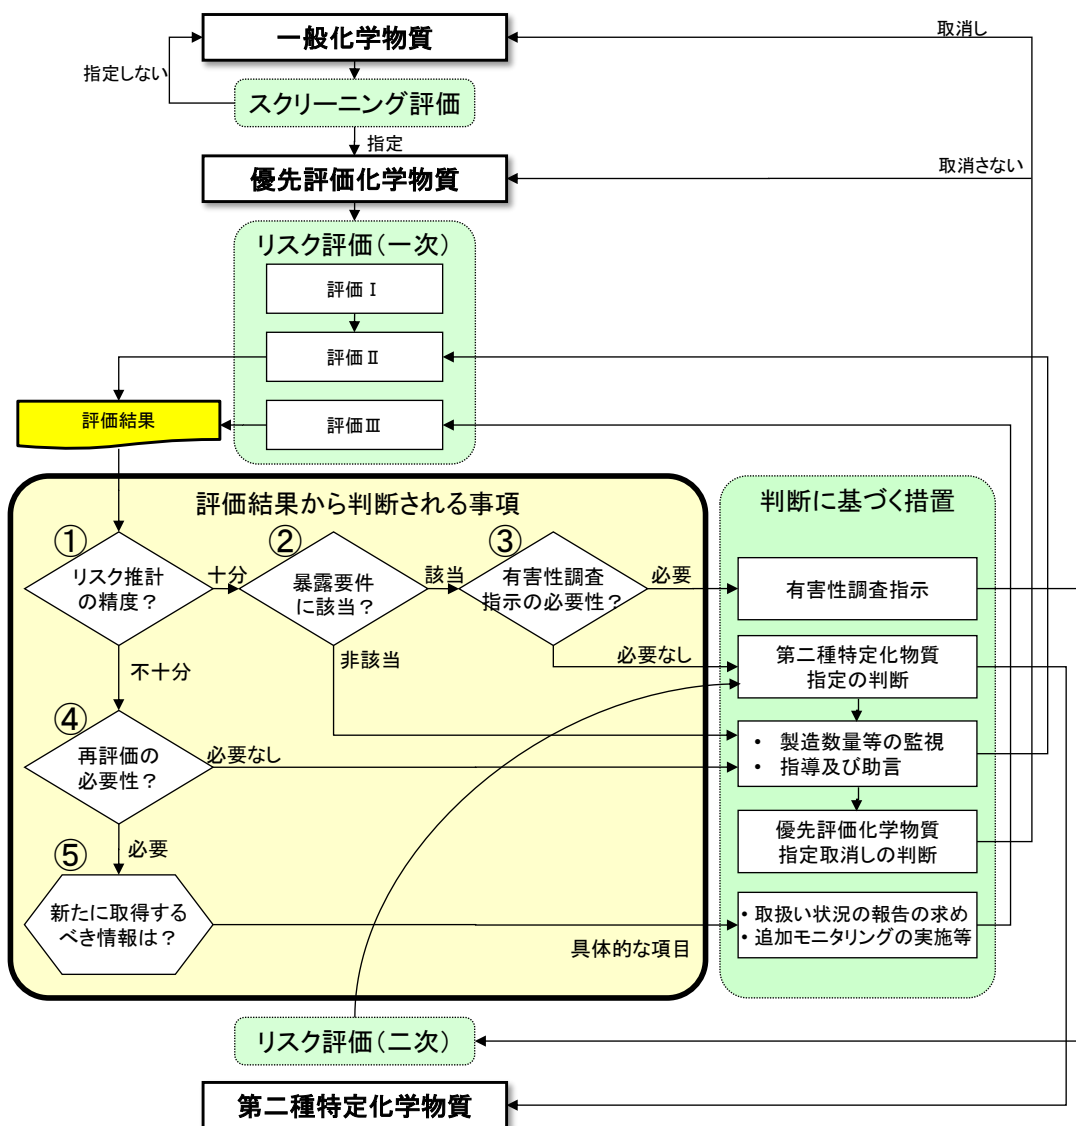 一般化学物質
取消し
指定しない
スクリーニング評価
指定
優先評価化学物質
取消さない
リスク評価(一次)
評価Ⅰ
評価Ⅱ
評価結果
評価Ⅲ
評価結果から判断される事項
①
リスク推計
の精度?
十分
②
暴露要件
に該当?
該当
③
有害性調査
指示の必要性?
必要
非該当
必要なし
不十分
④
再評価の
必要性?
必要なし
必要
⑤
新たに取得する
べき情報は?
具体的な項目
判断に基づく措置
有害性調査指示
第二種特定化物質
指定の判断
・ 製造数量等の監視
・ 指導及び助言
優先評価化学物質
指定取消しの判断
・取扱い状況の報告の求め
・追加モニタリングの実施等
リスク評価(二次)
第二種特定化学物質